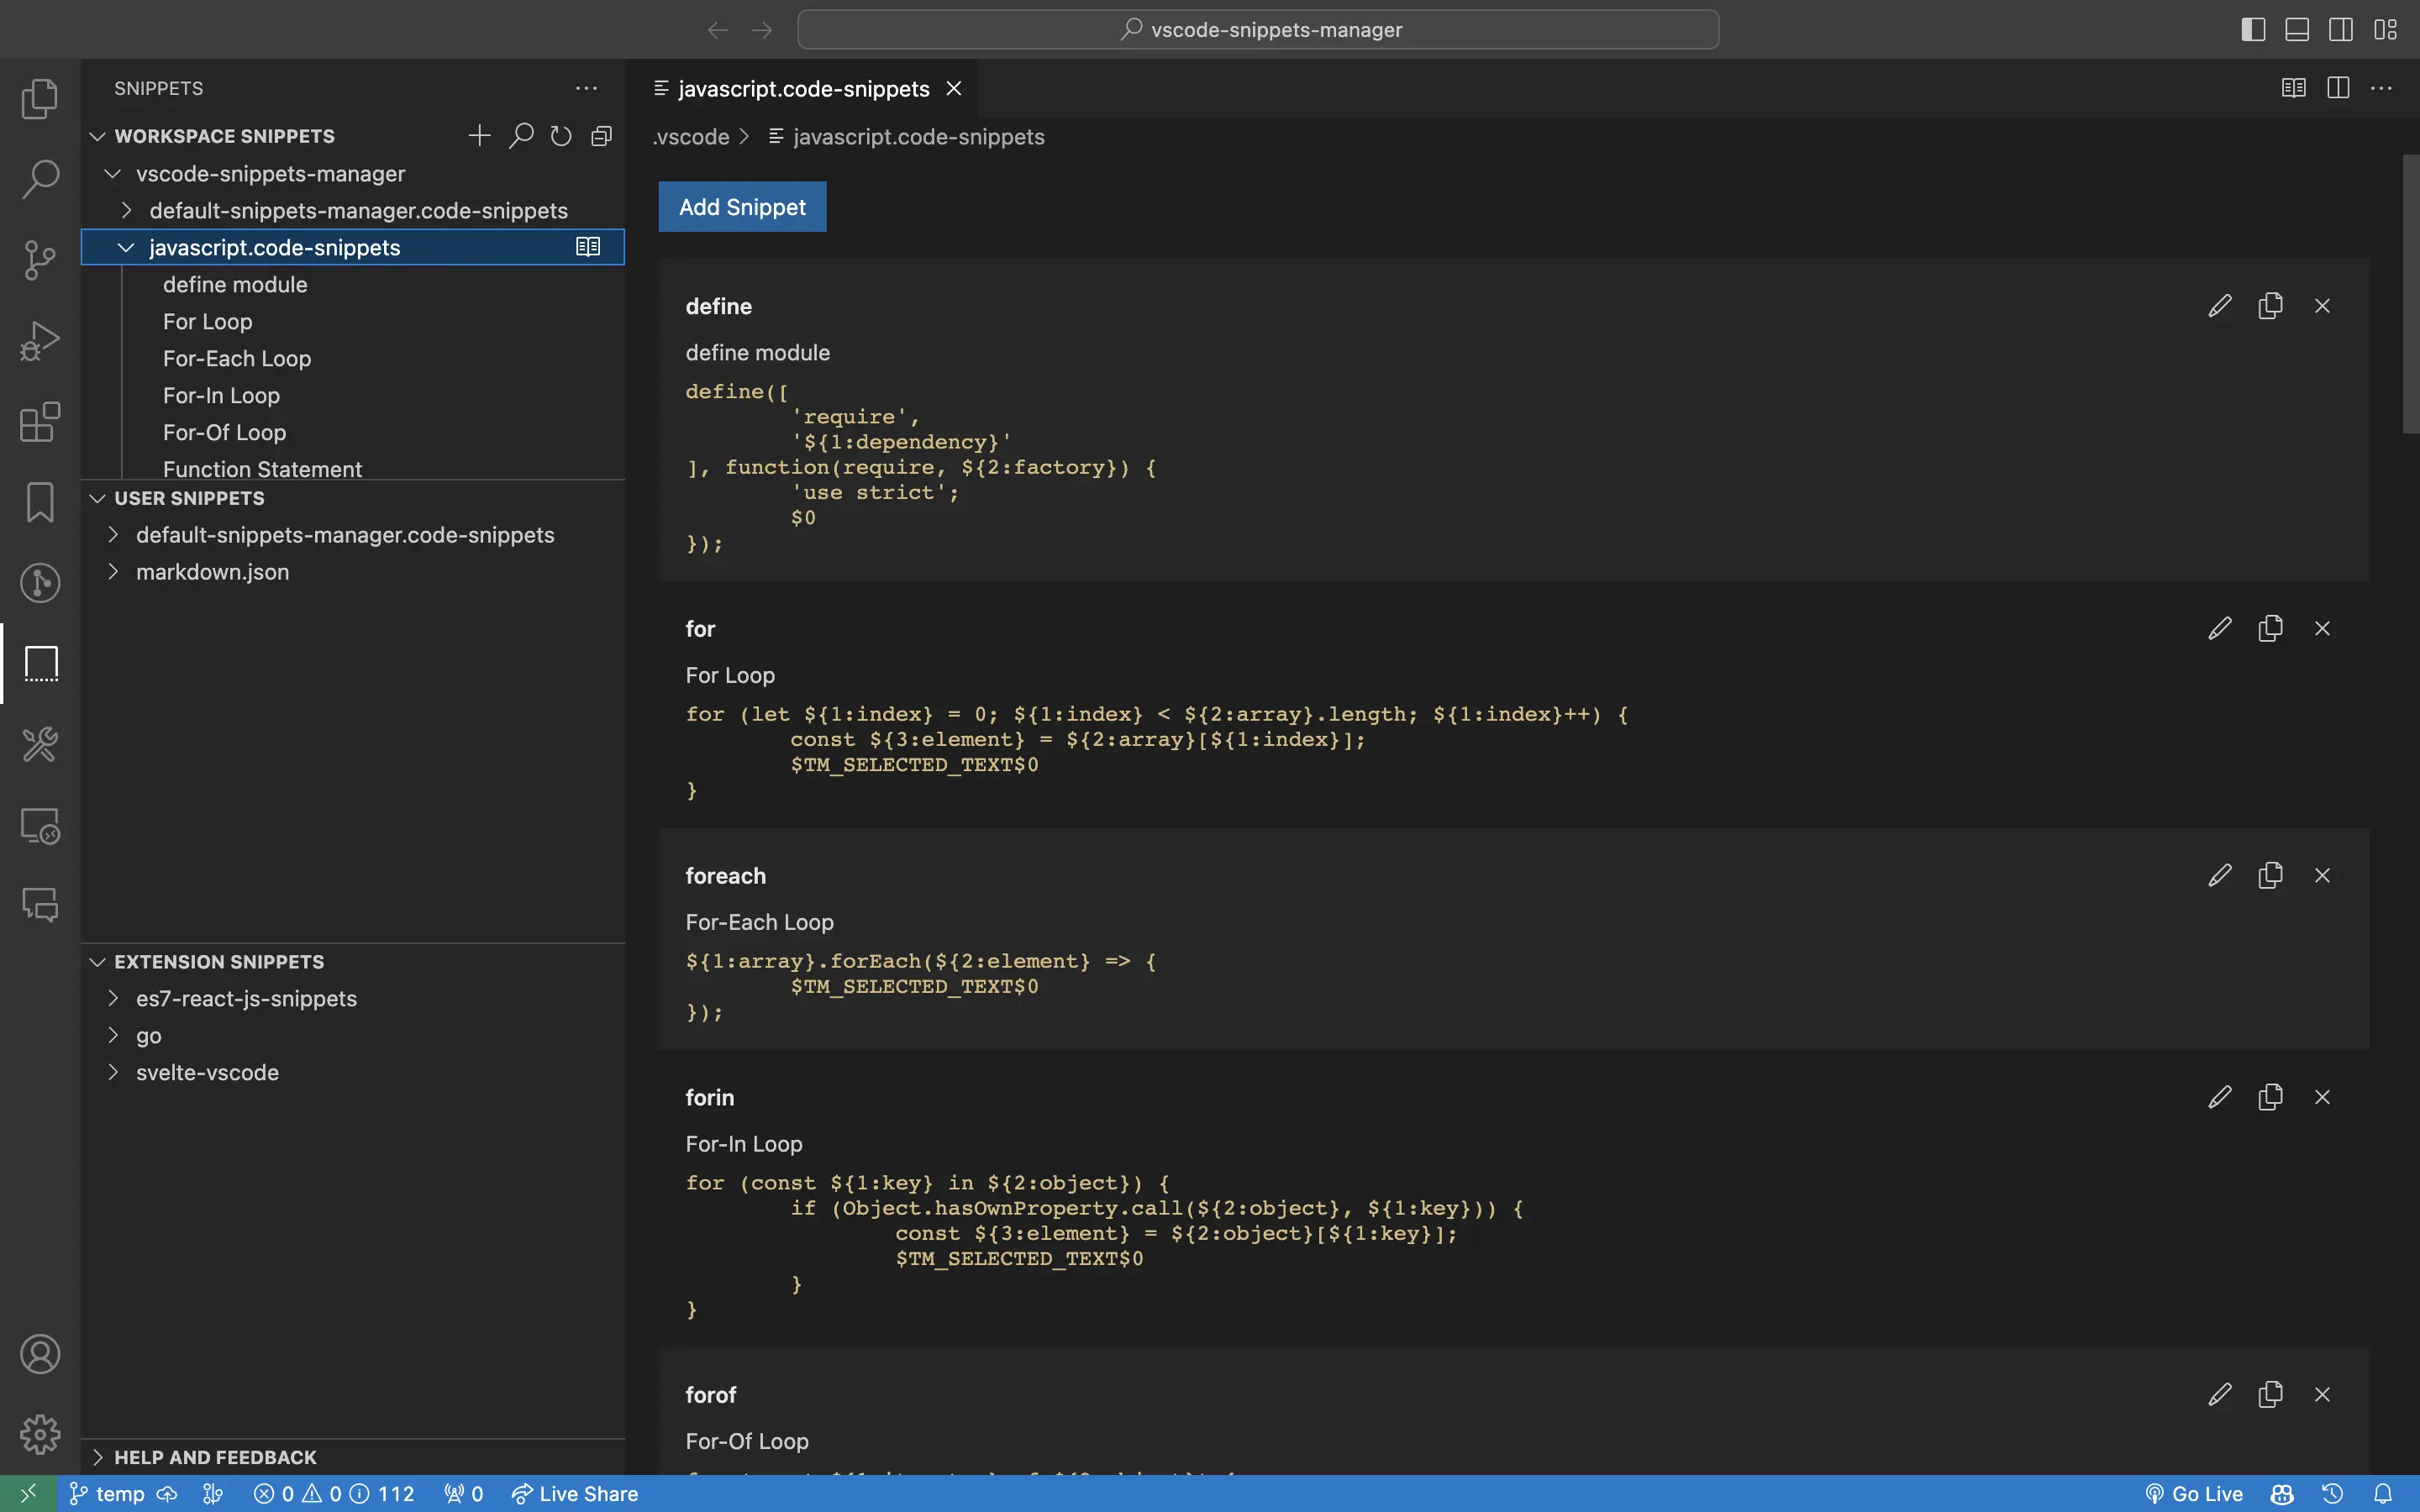 vscode-snippets-manager
SNIPPETS
WORKSPACE SNIPPETS
vscode-snippets-manager
default-snippets-manager.code-snippets
javascript.code-snippets
define module
For Loop
For-Each Loop
For-In Loop
For-Of Loop
Function Statement
USER SNIPPETS
default-snippets-manager.code-snippets
markdown.json
EXTENSION SNIPPETS
es7-react-js-snippets
go
svelte-vscode
HELP AND FEEDBACK
javascript.code-snippets
.vscode > javascript.code-snippets
Add Snippet
define
define module
define([
'require',
'${1:dependency}'
], function(require, ${2:factory}) {
'use strict';
$0
});
for
For Loop
for (let ${1:index} = 0; ${1:index} < ${2:array}.length; ${1:index}++) {
const ${3:element} = ${2:array}[${1:index}];
$TM_SELECTED_TEXT$0
}
foreach
For-Each Loop
${1:array}.forEach(${2:element} => {
$TM_SELECTED_TEXT$0
});
forin
For-In Loop
for (const ${1:key} in ${2:object}) {
if (Object.hasOwnProperty.call(${2:object}, ${1:key})) {
const ${3:element} = ${2:object}[${1:key}];
$TM_SELECTED_TEXT$0
}
}
forof
For-Of Loop
temp 0 0 112 0 Live Share Go Live